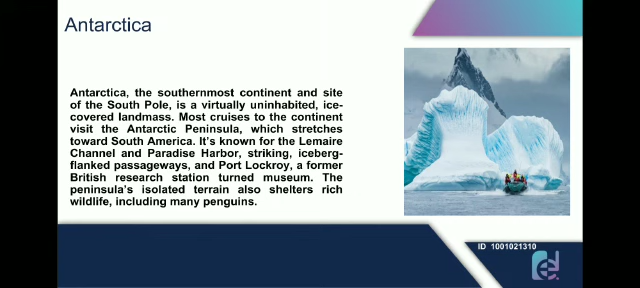 Antarctica
Antarctica, the southernmost continent and site
of the South Pole, is a virtually uninhabited, ice-
covered landmass. Most cruises to the continent
visit the Antarctic Peninsula, which stretches
toward South America. It's known for the Lemaire
Channel and Paradise Harbor, striking, iceberg-
flanked passageways, and Port Lockroy, a former
British research station turned museum. The
peninsula's isolated terrain also shelters rich
wildlife, including many penguins.
ID 1001021310